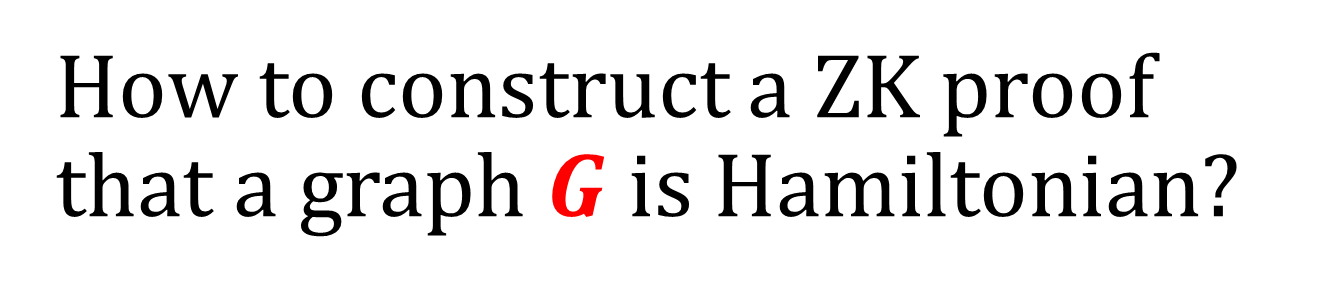 How to construct a ZK proof
that a graph G is Hamiltonian?